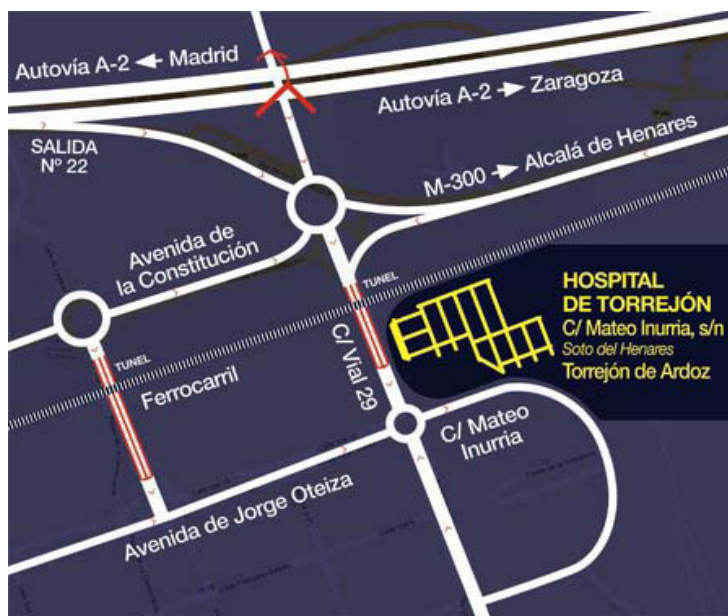 Autovía A-2 Madrid
Autovía A-2 Zaragoza
SALIDA
Nº 22
M-300 Alcalá de Henares
Avenida de
la Constitución
TUNEL
TUNEL
Ferrocarril
C/ Vial 29
HOSPITAL
DE TORREJÓN
C/ Mateo Inurria, s/n
Soto del Henares
Torrejón de Ardoz
C/ Mateo
Inurria
Avenida de Jorge Oteiza